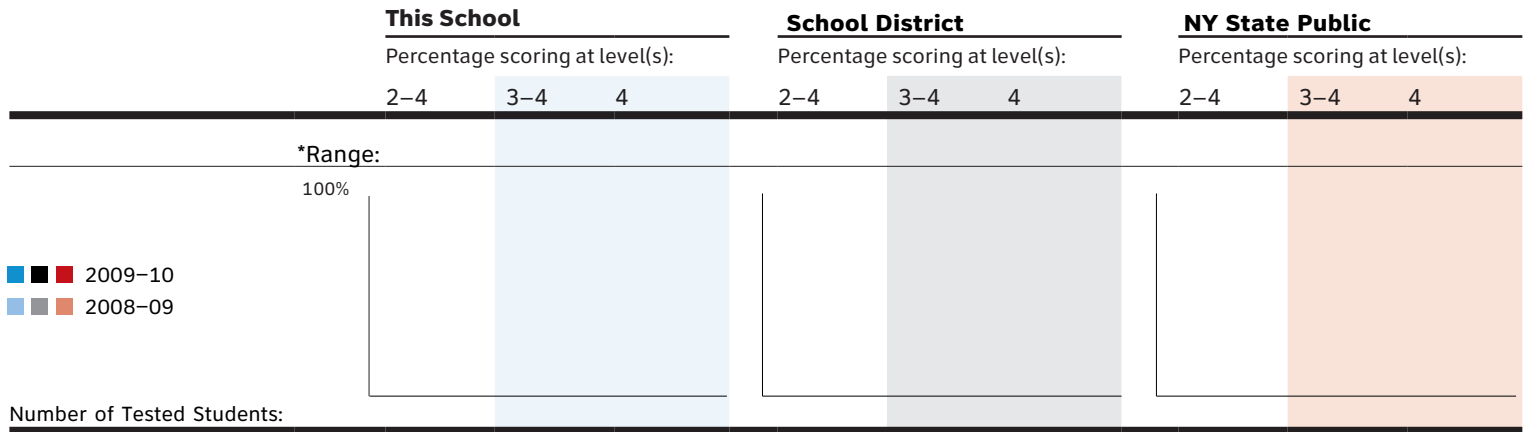 This School School District NY State Public
Percentage scoring at level(s): Percentage scoring at level(s): Percentage scoring at level(s):
2–4 3–4 4 2–4 3–4 4 2–4 3–4 4
*Range:
100%
2009–10
2008–09
Number of Tested Students: